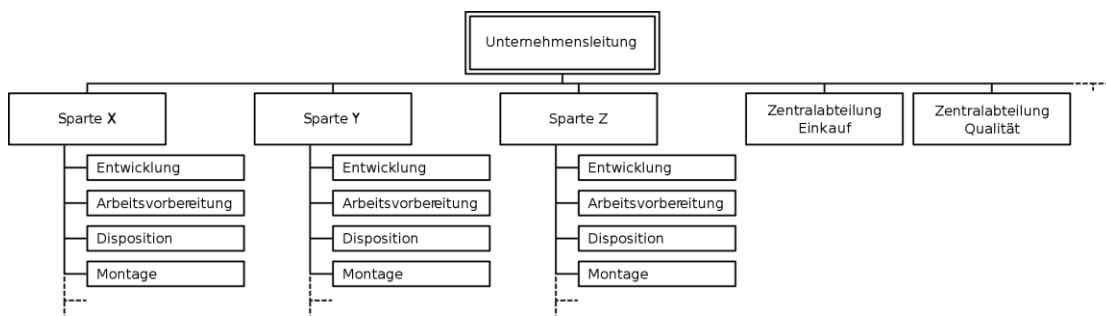 Unternehmensleitung
Sparte X
Sparte Y
Sparte Z
Zentralabteilung
Einkauf
Zentralabteilung
Qualität
Entwicklung
Arbeitsvorbereitung
Disposition
Montage
Entwicklung
Arbeitsvorbereitung
Disposition
Montage
Entwicklung
Arbeitsvorbereitung
Disposition
Montage